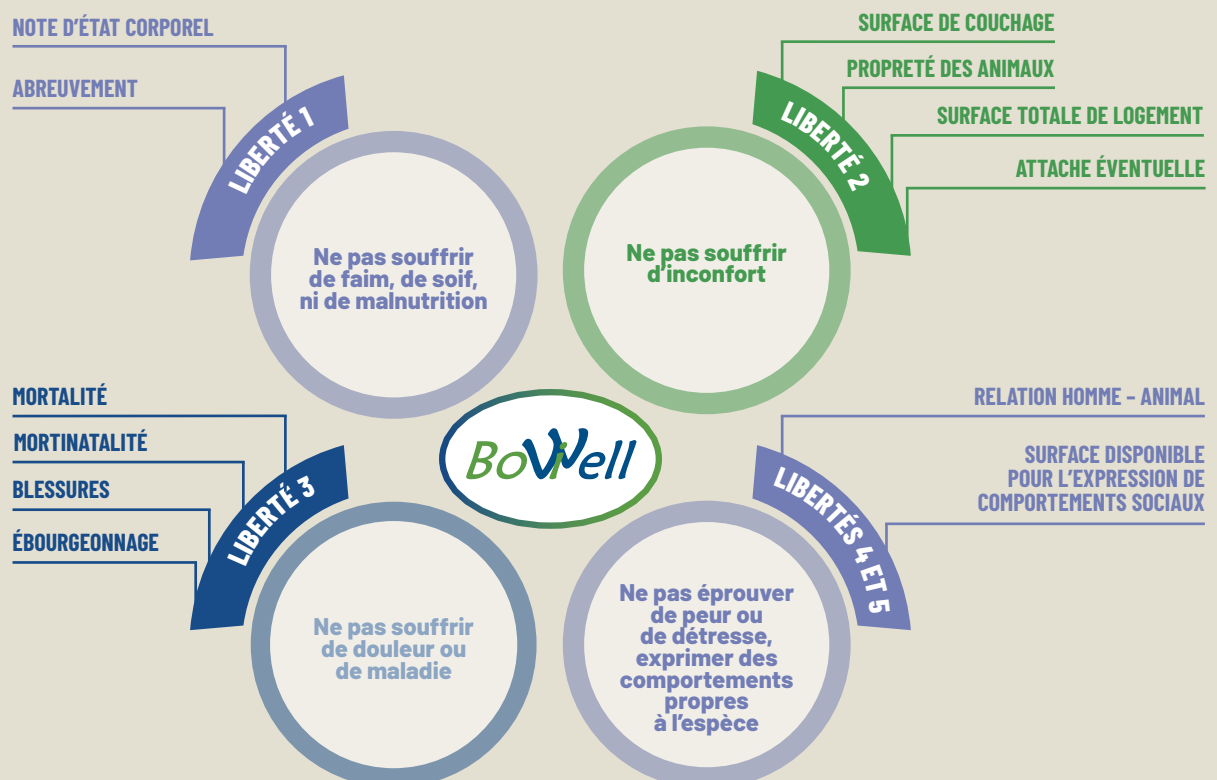 NOTE D’ÉTAT CORPOREL
ABREUVEMENT
LIBERTÉ 1
Ne pas souffrir
de faim, de soif,
ni de malnutrition
SURFACE DE COUCHAGE
PROPRETÉ DES ANIMAUX
SURFACE TOTALE DE LOGEMENT
ATTACHE ÉVENTUELLE
LIBERTÉ 2
Ne pas souffrir
d’inconfort
BoViWell
MORTALITÉ
MORTINATALITÉ
BLESSURES
ÉBOURGEONNAGE
LIBERTÉ 3
Ne pas souffrir
de douleur ou
de maladie
RELATION HOMME – ANIMAL
SURFACE DISPONIBLE
POUR L’EXPRESSION DE
COMPORTEMENTS SOCIAUX
LIBERTÉS 4 ET 5
Ne pas éprouver
de peur ou
de détresse,
exprimer des
comportements
propres
à l’espèce